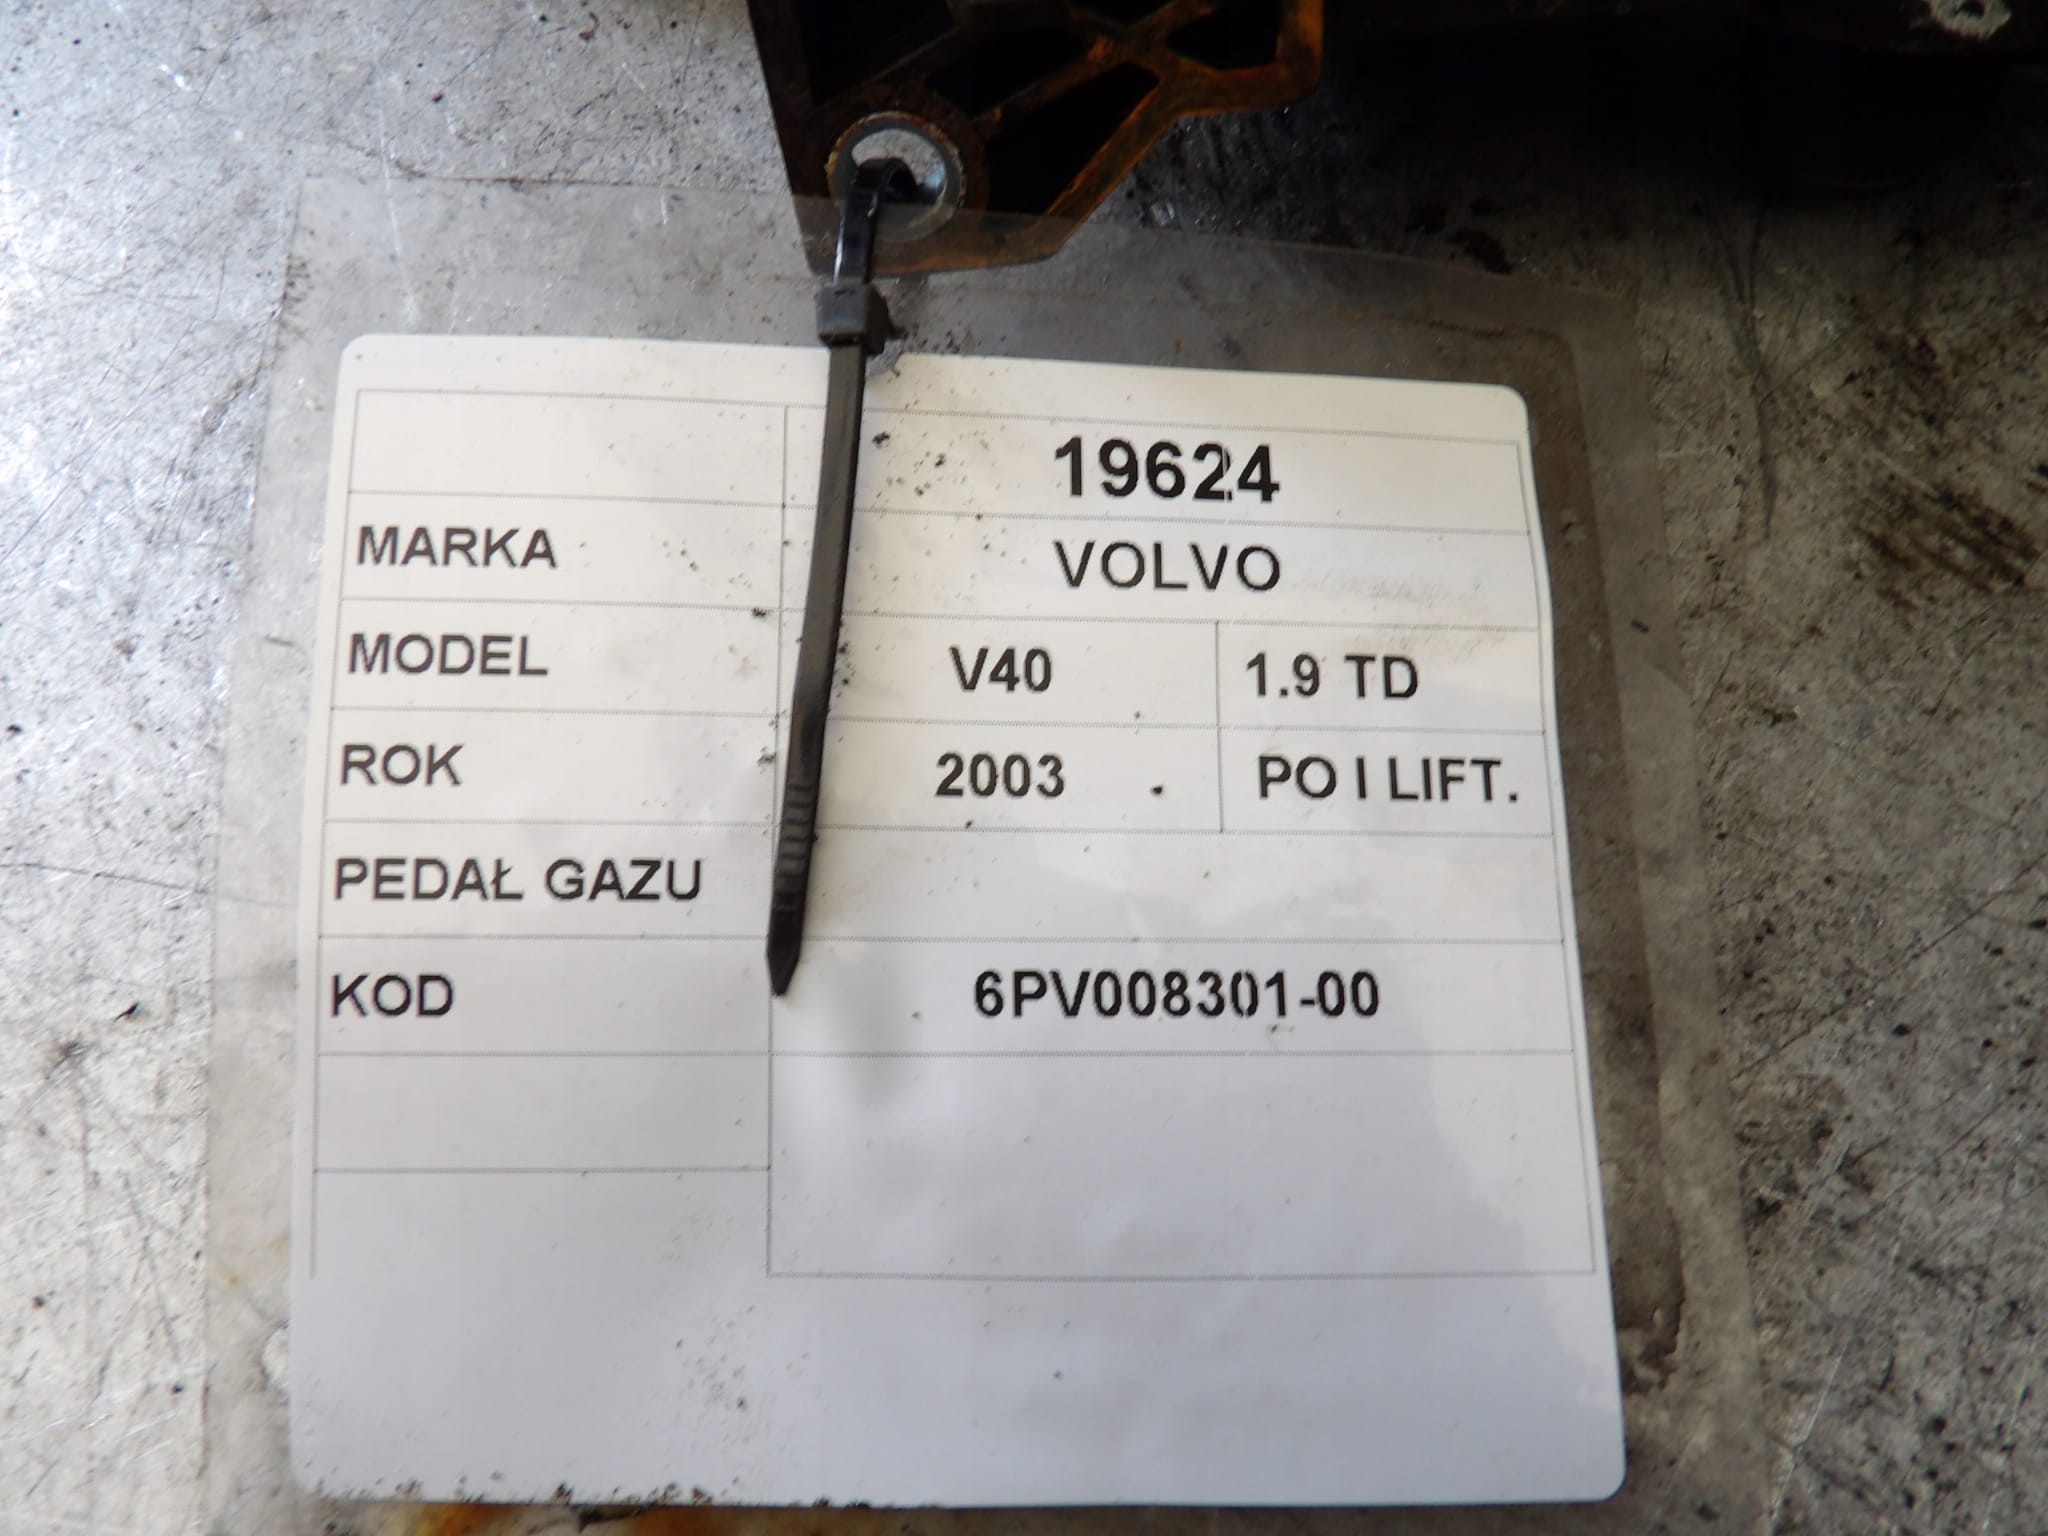 19624
MARKA VOLVO
MODEL V40 1.9 TD
ROK 2003 PO I LIFT.
PEDAŁ GAZU
KOD 6PV008301-00